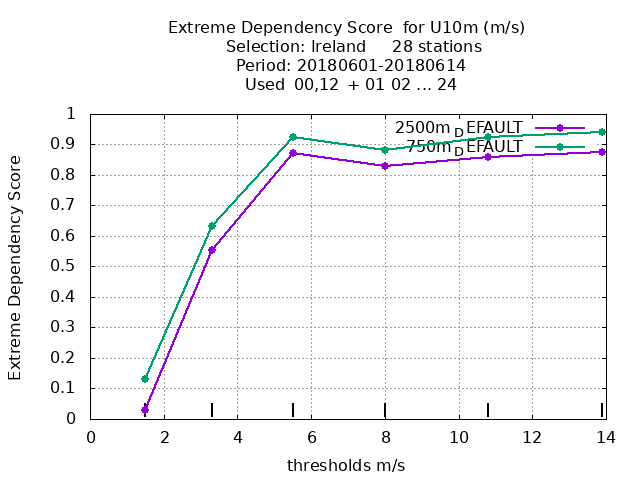 Extreme Dependency Score  for U10m (m/s)
Selection: Ireland     28 stations
Period: 20180601-20180614
Used  00,12  + 01 02 ... 24
1
0.9
0.8
0.7
0.6
0.5
0.4
0.3
0.2
0.1
0
Extreme Dependency Score
2500m_DEFAULT
750m_DEFAULT
0 2 4 6 8 10 12 14
thresholds m/s